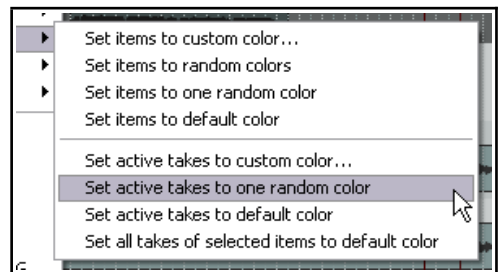 Set items to custom color...
Set items to random colors
Set items to one random color
Set items to default color
Set active takes to custom color...
Set active takes to one random color
Set active takes to default color
Set all takes of selected items to default color